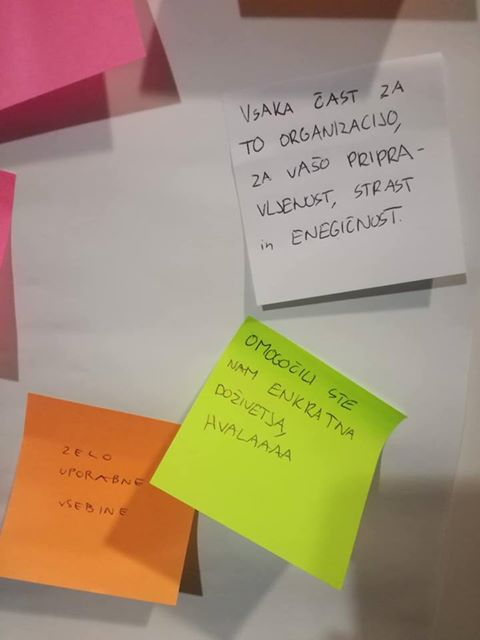 VSAKA ČAST ZA
TO ORGANIZACIJO,
ZA VAŠO PRIPRA-
VLJENOST, STRAST
in ENEGIČNOST.
OMOGOČILI STE
NAM ENKRATNA
DOŽIVETJA,
HVALAAAA
ZELO
UPORABNE
VSEBINE